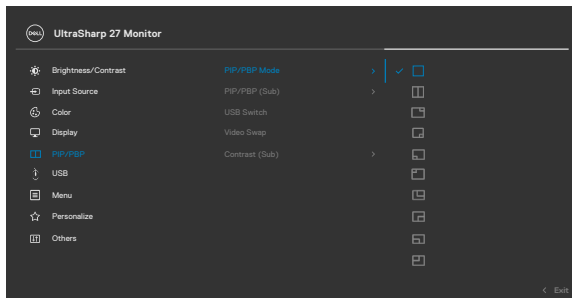 DELL UltraSharp 27 Monitor
Brightness/Contrast PIP/PBP Mode
Input Source PIP/PBP (Sub)
Color USB Switch
Display Video Swap
PIP/PBP Contrast (Sub)
USB
Menu
Personalize
Others
Exit